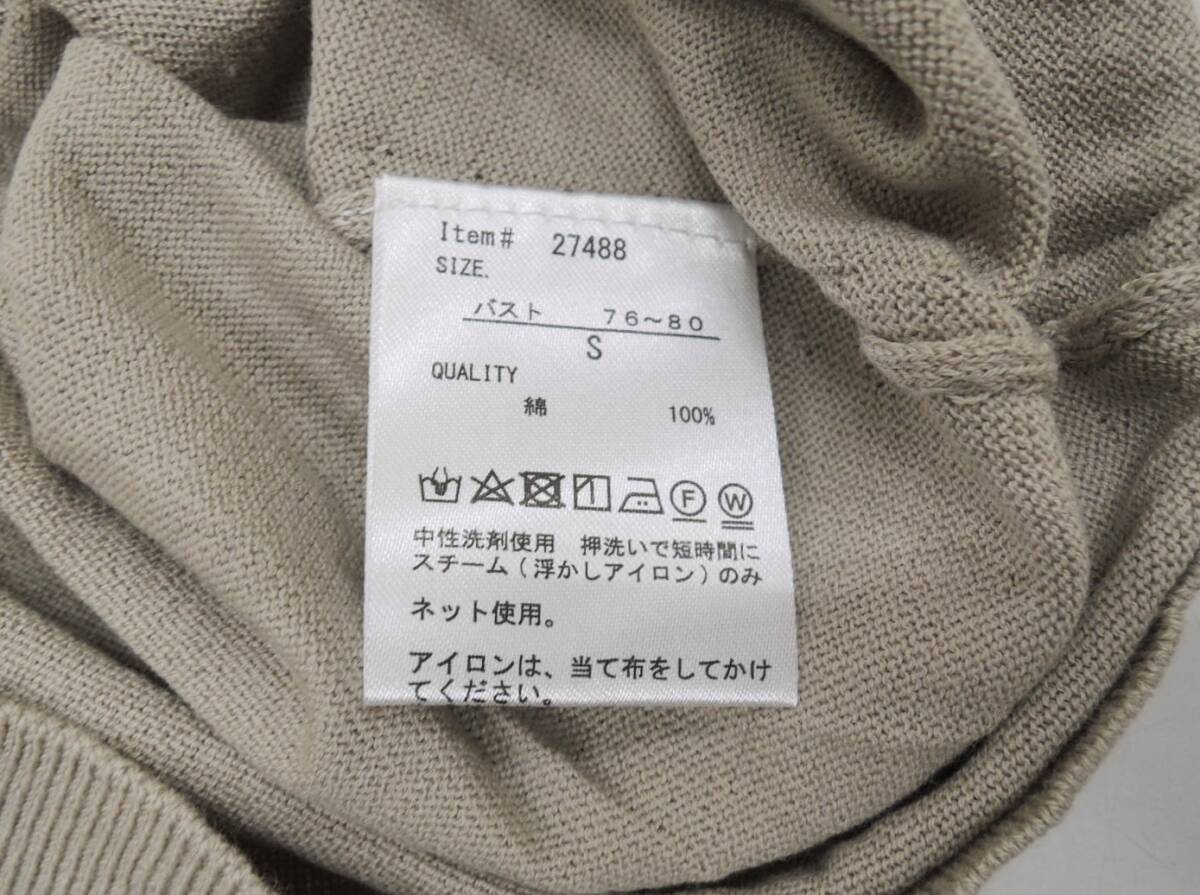 Item# 27488
SIZE.
バスト 76～80
S
QUALITY
綿 100%
F W
中性洗剤使用 押洗いで短時間に
スチーム(浮かしアイロン)のみ
ネット使用。
アイロンは、当て布をしてかけ
てください。